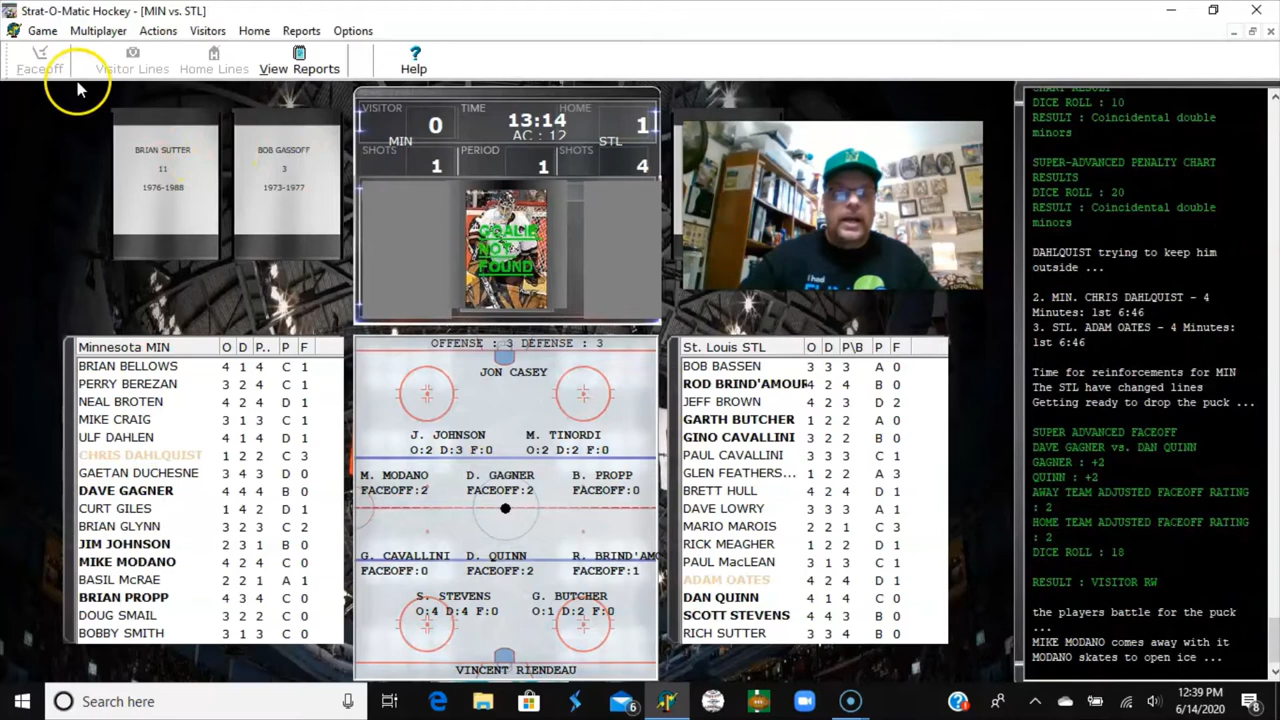 Strat-O-Matic Hockey - [MIN vs. STL]
Game Multiplayer Actions Visitors Home Reports Options
Faceoff Visitor Lines Home Lines View Reports Help
BRIAN SUTTER
11
1976-1988
BOB GASSOFF
3
1973-1977
VISITOR 0 TIME HOME 1
MIN 13:14 STL
AC : 12
SHOTS 1 PERIOD 1 SHOTS 4
GOALIE
NOT
FOUND
i had
Minnesota MIN O D P.. P F
BRIAN BELLOWS 4 1 4 C 1
PERRY BEREZAN 3 2 4 C 1
NEAL BROTEN 4 2 4 D 1
MIKE CRAIG 3 1 3 C 1
ULF DAHLEN 4 1 4 D 1
CHRIS DAHLQUIST 1 2 2 C 3
GAETAN DUCHESNE 3 4 3 D 0
DAVE GAGNER 4 4 4 B 0
CURT GILES 1 4 2 D 1
BRIAN GLYNN 3 2 3 C 2
JIM JOHNSON 2 3 1 B 0
MIKE MODANO 4 2 4 C 0
BASIL McRAE 2 2 1 A 1
BRIAN PROPP 4 3 4 C 0
DOUG SMAIL 3 2 2 C 0
BOBBY SMITH 3 1 3 C 0
OFFENSE : 3 DEFENSE : 3
JON CASEY
J. JOHNSON M. TINORDI
O:2 D:3 F:0 O:2 D:2 F:0
M. MODANO D. GAGNER B. PROPP
FACEOFF:2 FACEOFF:2 FACEOFF:0
G. CAVALLINI D. QUINN R. BRIND'AMO
FACEOFF:0 FACEOFF:2 FACEOFF:1
S. STEVENS G. BUTCHER
O:4 D:4 F:0 O:1 D:2 F:0
VINCENT RIENDEAU
St. Louis STL O D P\B P F
BOB BASSEN 3 3 3 A 0
ROD BRIND'AMOUR 4 2 3 B 0
JEFF BROWN 4 2 3 D 2
GARTH BUTCHER 1 2 2 A 0
GINO CAVALLINI 3 2 2 B 0
PAUL CAVALLINI 3 3 3 C 1
GLEN FEATHERS... 1 2 2 A 3
BRETT HULL 4 2 4 D 1
DAVE LOWRY 3 3 3 A 1
MARIO MAROIS 2 2 1 C 3
RICK MEAGHER 1 2 2 D 1
PAUL MacLEAN 3 1 3 C 1
ADAM OATES 4 2 4 D 1
DAN QUINN 4 1 4 C 0
SCOTT STEVENS 4 4 3 B 0
RICH SUTTER 3 3 4 B 0
CHART RESULT
DICE ROLL : 10
RESULT : Coincidental double
minors
SUPER-ADVANCED PENALTY CHART
RESULTS
DICE ROLL : 20
RESULT : Coincidental double
minors
DAHLQUIST trying to keep him
outside ...
2. MIN. CHRIS DAHLQUIST - 4
Minutes: 1st 6:46
3. STL. ADAM OATES - 4 Minutes:
1st 6:46
Time for reinforcements for MIN
The STL have changed lines
Getting ready to drop the puck ...
SUPER ADVANCED FACEOFF
DAVE GAGNER vs. DAN QUINN
GAGNER : +2
QUINN : +2
AWAY TEAM ADJUSTED FACEOFF RATING
: 2
HOME TEAM ADJUSTED FACEOFF RATING
: 2
DICE ROLL : 18
RESULT : VISITOR RW
the players battle for the puck
...
MIKE MODANO comes away with it
MODANO skates to open ice ...
Search here
6
12:39 PM
6/14/2020
8